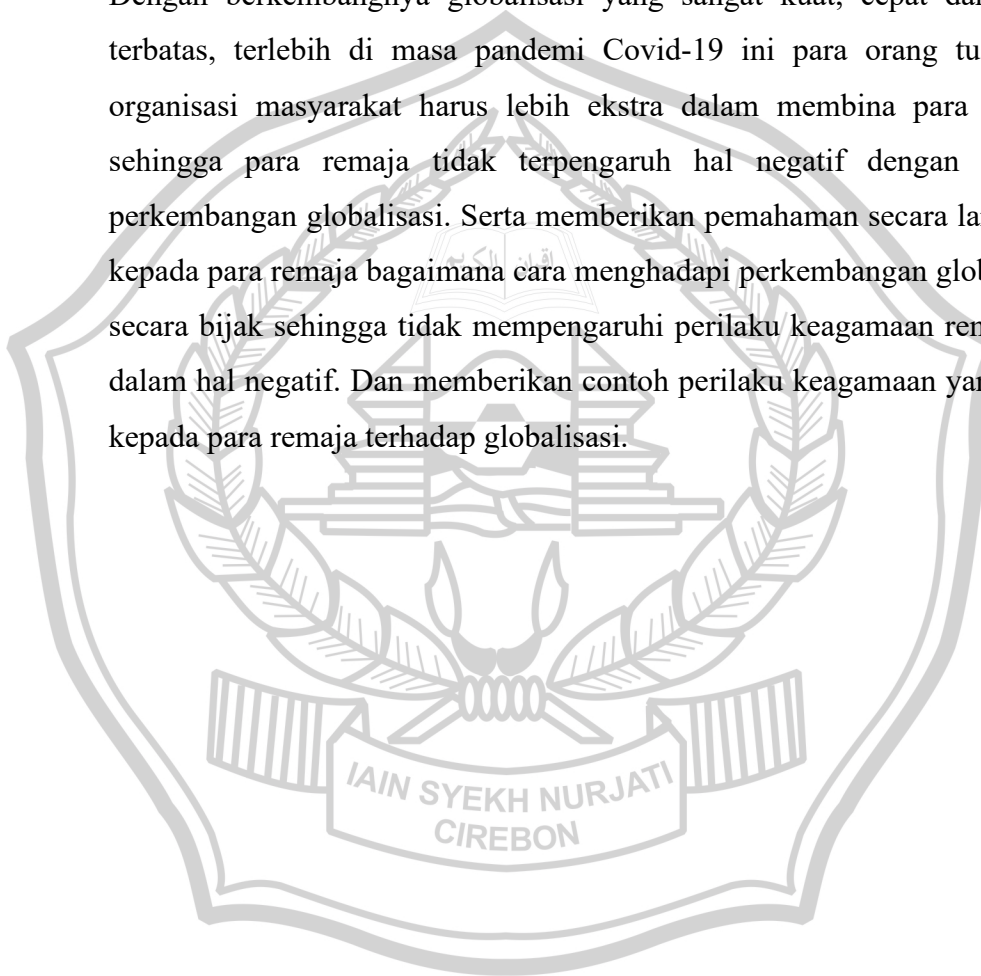 Dengan berkembangnya globalisasi yang sangat kuat, cepat dan
terbatas, terlebih di masa pandemi Covid-19 ini para orang tu
organisasi masyarakat harus lebih ekstra dalam membina para
sehingga para remaja tidak terpengaruh hal negatif dengan
perkembangan globalisasi. Serta memberikan pemahaman secara la
kepada para remaja bagaimana cara menghadapi perkembangan glob
secara bijak sehingga tidak mempengaruhi perilaku keagamaan
dalam hal negatif. Dan memberikan contoh perilaku keagamaan ya
kepada para remaja terhadap globalisasi.
IAIN SYEKH NURJATI
CIREBON